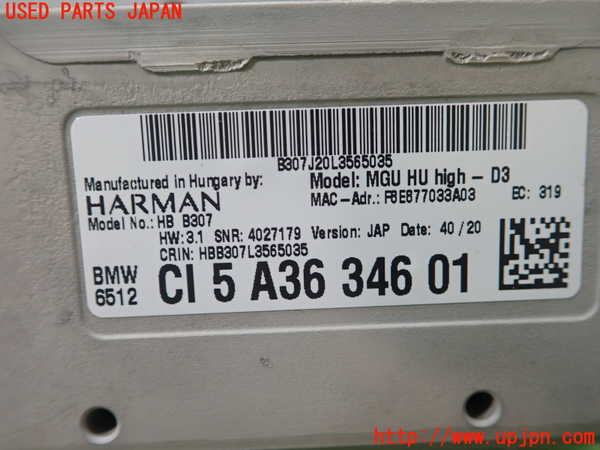 USED PARTS JAPAN
B307J20L3565035
Manufactured in Hungary by: Model: MGU HU high - D3
HARMAN MAC-Adr.: F8E877033A03 EC: 319
Model No.: HB B307
HW: 3.1 SNR: 4027179 Version: JAP Date: 40/20
CRIN: HBB307L3565035
BMW
6512 CI 5 A36 346 01
http://www.upjpn.com/